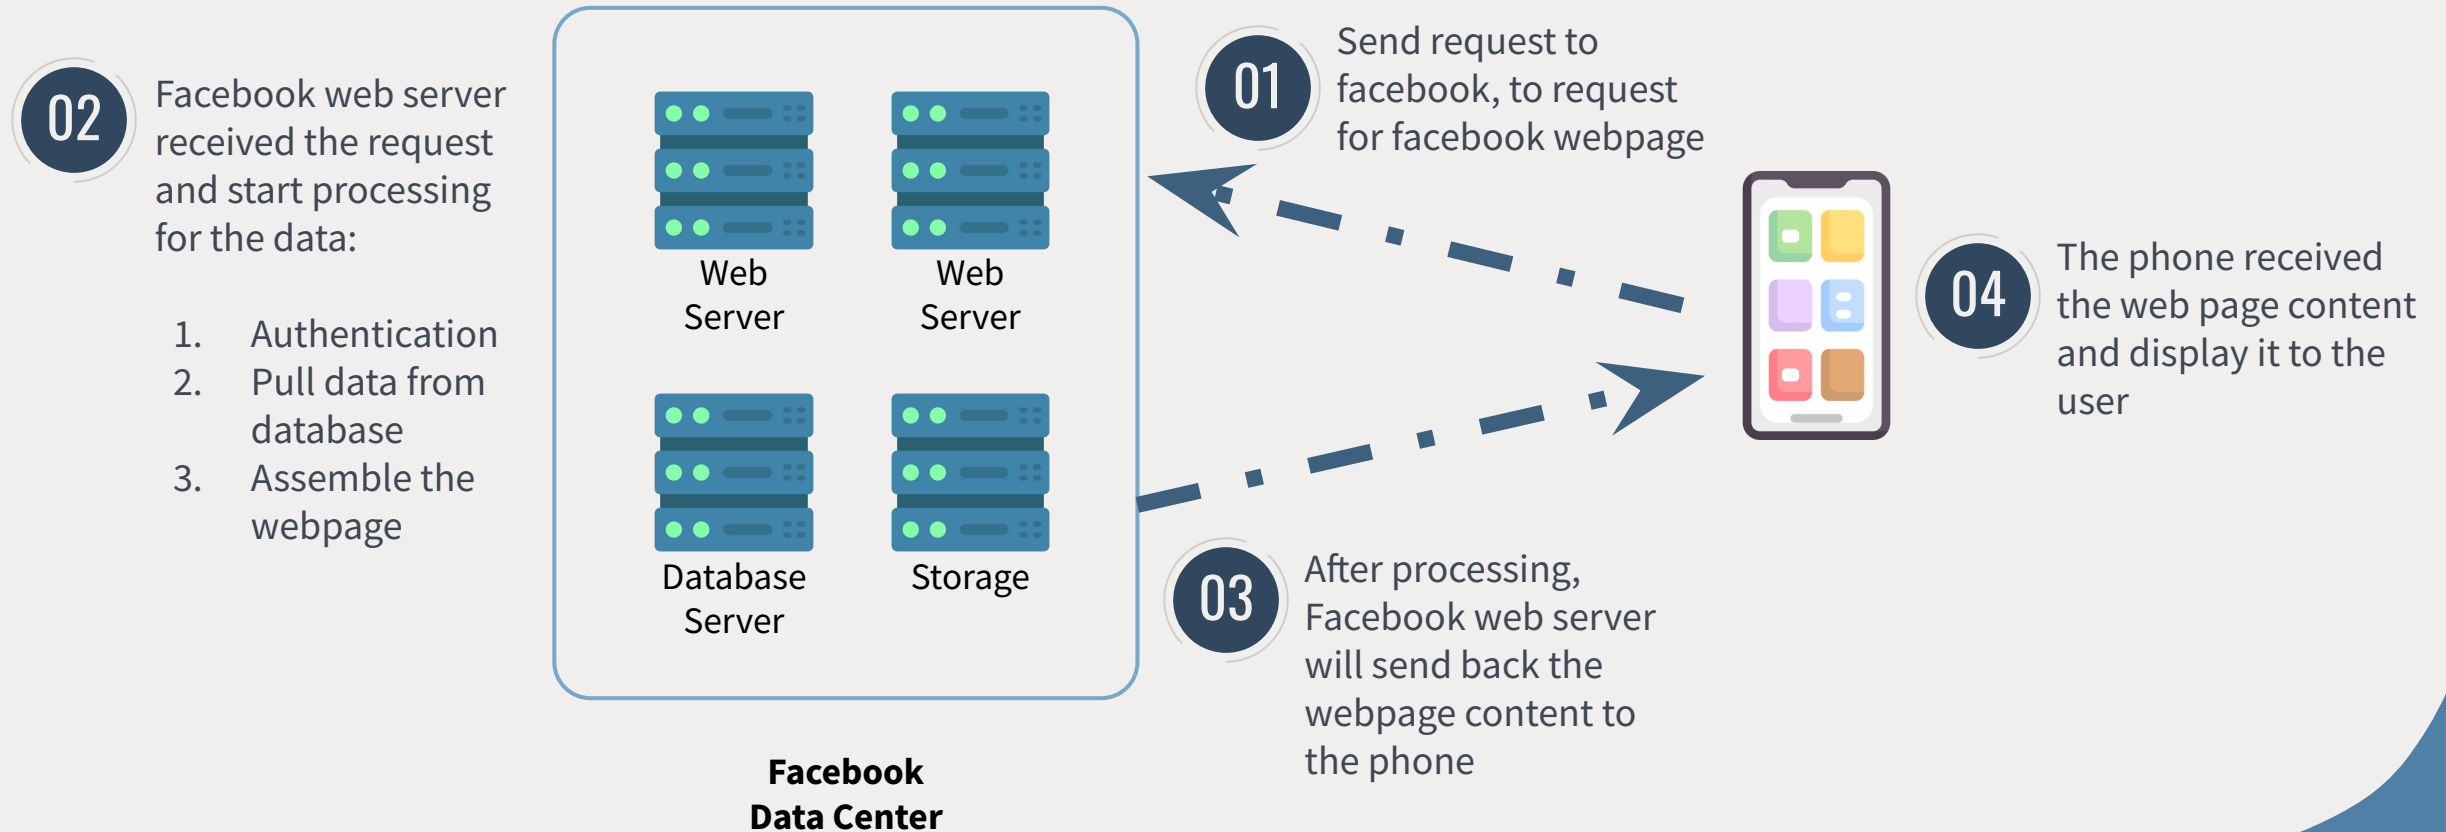 02
Facebook web server
received the request
and start processing
for the data:
1. Authentication
2. Pull data from
database
3. Assemble the
webpage
Web
Server
Web
Server
Database
Server
Storage
Facebook
Data Center
01
Send request to
facebook, to request
for facebook webpage
03
After processing,
Facebook web server
will send back the
webpage content to
the phone
04
The phone received
the web page content
and display it to the
user